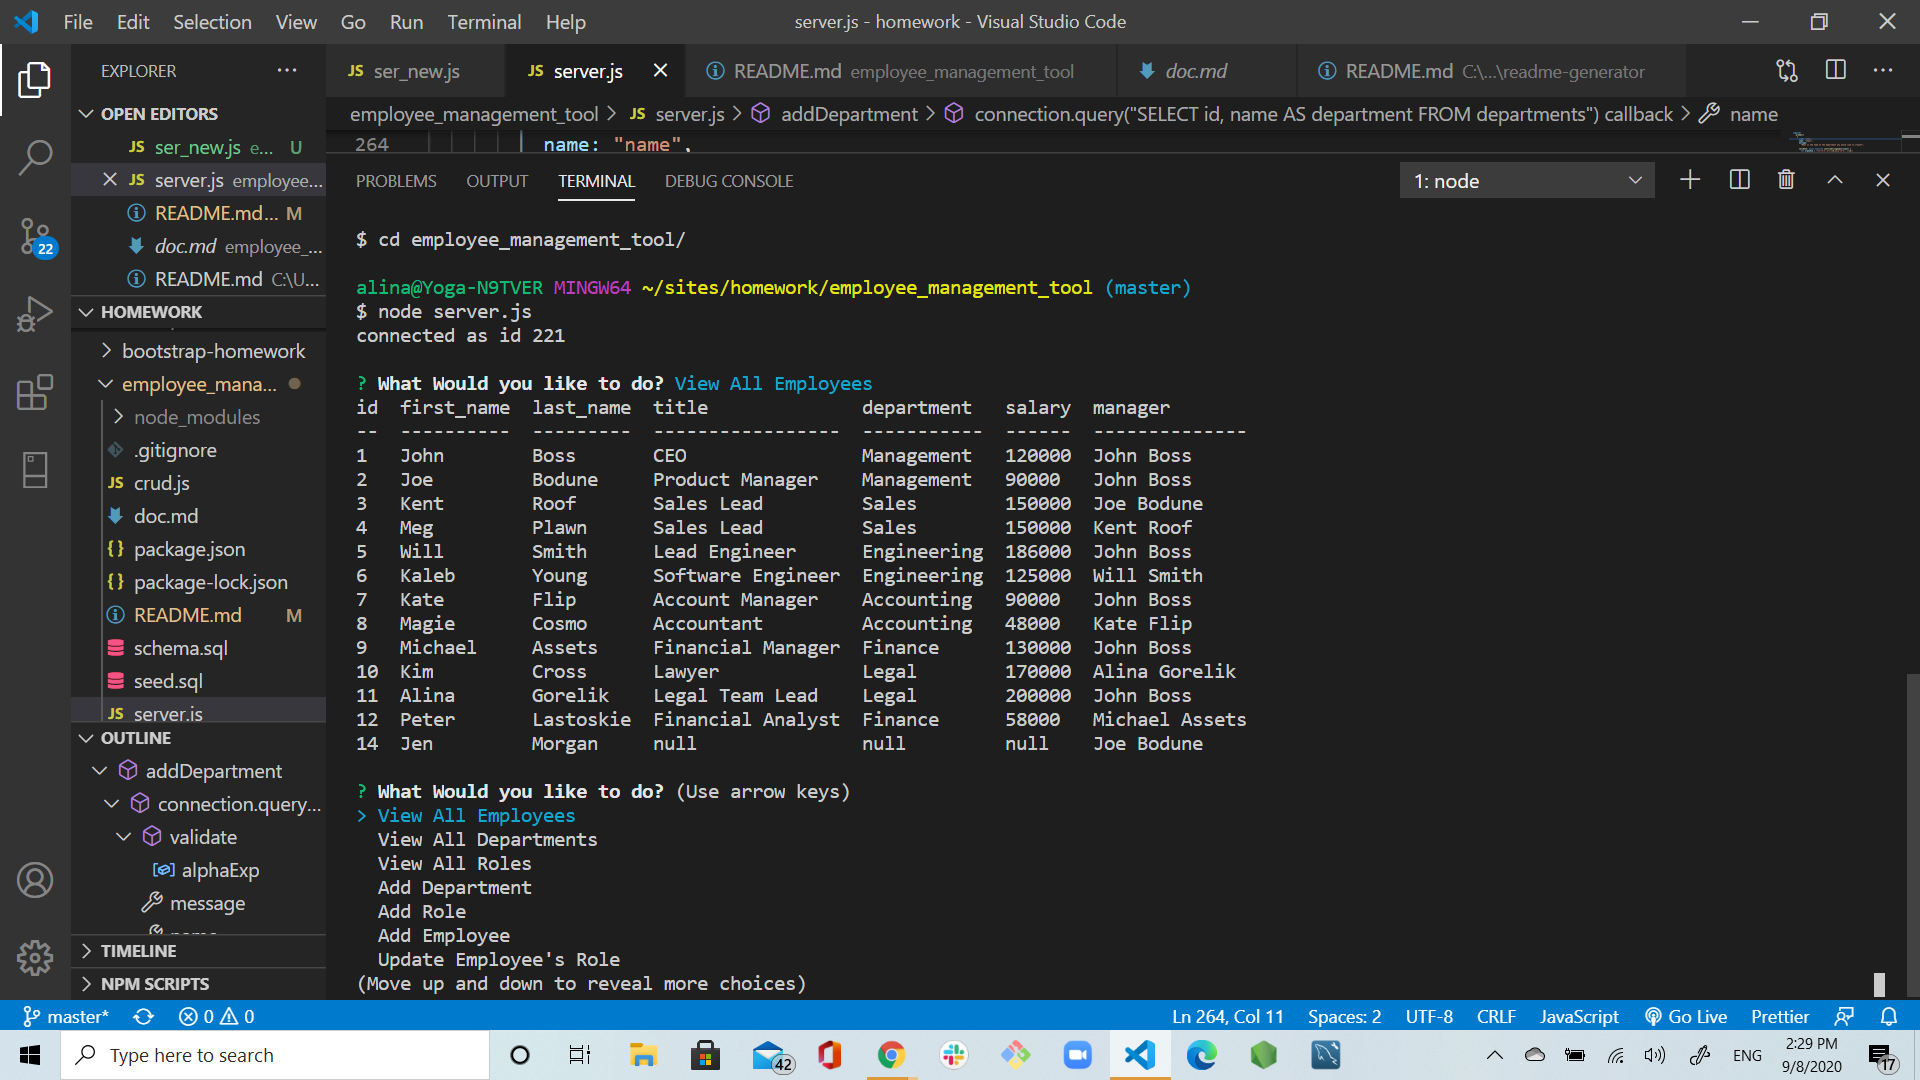 File Edit Selection View Go Run Terminal Help
server.js - homework - Visual Studio Code
EXPLORER ...
JS ser_new.js
JS server.js
README.md employee_management_tool
doc.md
README.md C:\...\readme-generator
OPEN EDITORS
JS ser_new.js e... U
JS server.js employee...
README.md... M
doc.md employee_...
README.md C:\U...
HOMEWORK
bootstrap-homework
employee_mana...
node_modules
.gitignore
JS crud.js
doc.md
{} package.json
{} package-lock.json
README.md M
schema.sql
seed.sql
JS server.js
OUTLINE
addDepartment
connection.query...
validate
alphaExp
message
TIMELINE
NPM SCRIPTS
22
employee_management_tool > JS server.js > addDepartment > connection.query("SELECT id, name AS department FROM departments") callback > name
264 name: "name",
PROBLEMS OUTPUT TERMINAL DEBUG CONSOLE
1: node
$ cd employee_management_tool/
alina@Yoga-N9TVER MINGW64 ~/sites/homework/employee_management_tool (master)
$ node server.js
connected as id 221
? What Would you like to do? View All Employees
id first_name last_name title department salary manager
-- ---------- --------- ----------------- ----------- ------ --------------
1 John Boss CEO Management 120000 John Boss
2 Joe Bodune Product Manager Management 90000 John Boss
3 Kent Roof Sales Lead Sales 150000 Joe Bodune
4 Meg Plawn Sales Lead Sales 150000 Kent Roof
5 Will Smith Lead Engineer Engineering 186000 John Boss
6 Kaleb Young Software Engineer Engineering 125000 Will Smith
7 Kate Flip Account Manager Accounting 90000 John Boss
8 Magie Cosmo Accountant Accounting 48000 Kate Flip
9 Michael Assets Financial Manager Finance 130000 John Boss
10 Kim Cross Lawyer Legal 170000 Alina Gorelik
11 Alina Gorelik Legal Team Lead Legal 200000 John Boss
12 Peter Lastoskie Financial Analyst Finance 58000 Michael Assets
14 Jen Morgan null null null Joe Bodune
? What Would you like to do? (Use arrow keys)
> View All Employees
View All Departments
View All Roles
Add Department
Add Role
Add Employee
Update Employee's Role
(Move up and down to reveal more choices)
master* 0 0
Ln 264, Col 11 Spaces: 2 UTF-8 CRLF JavaScript Go Live Prettier
Type here to search
42
ENG
2:29 PM
9/8/2020
17